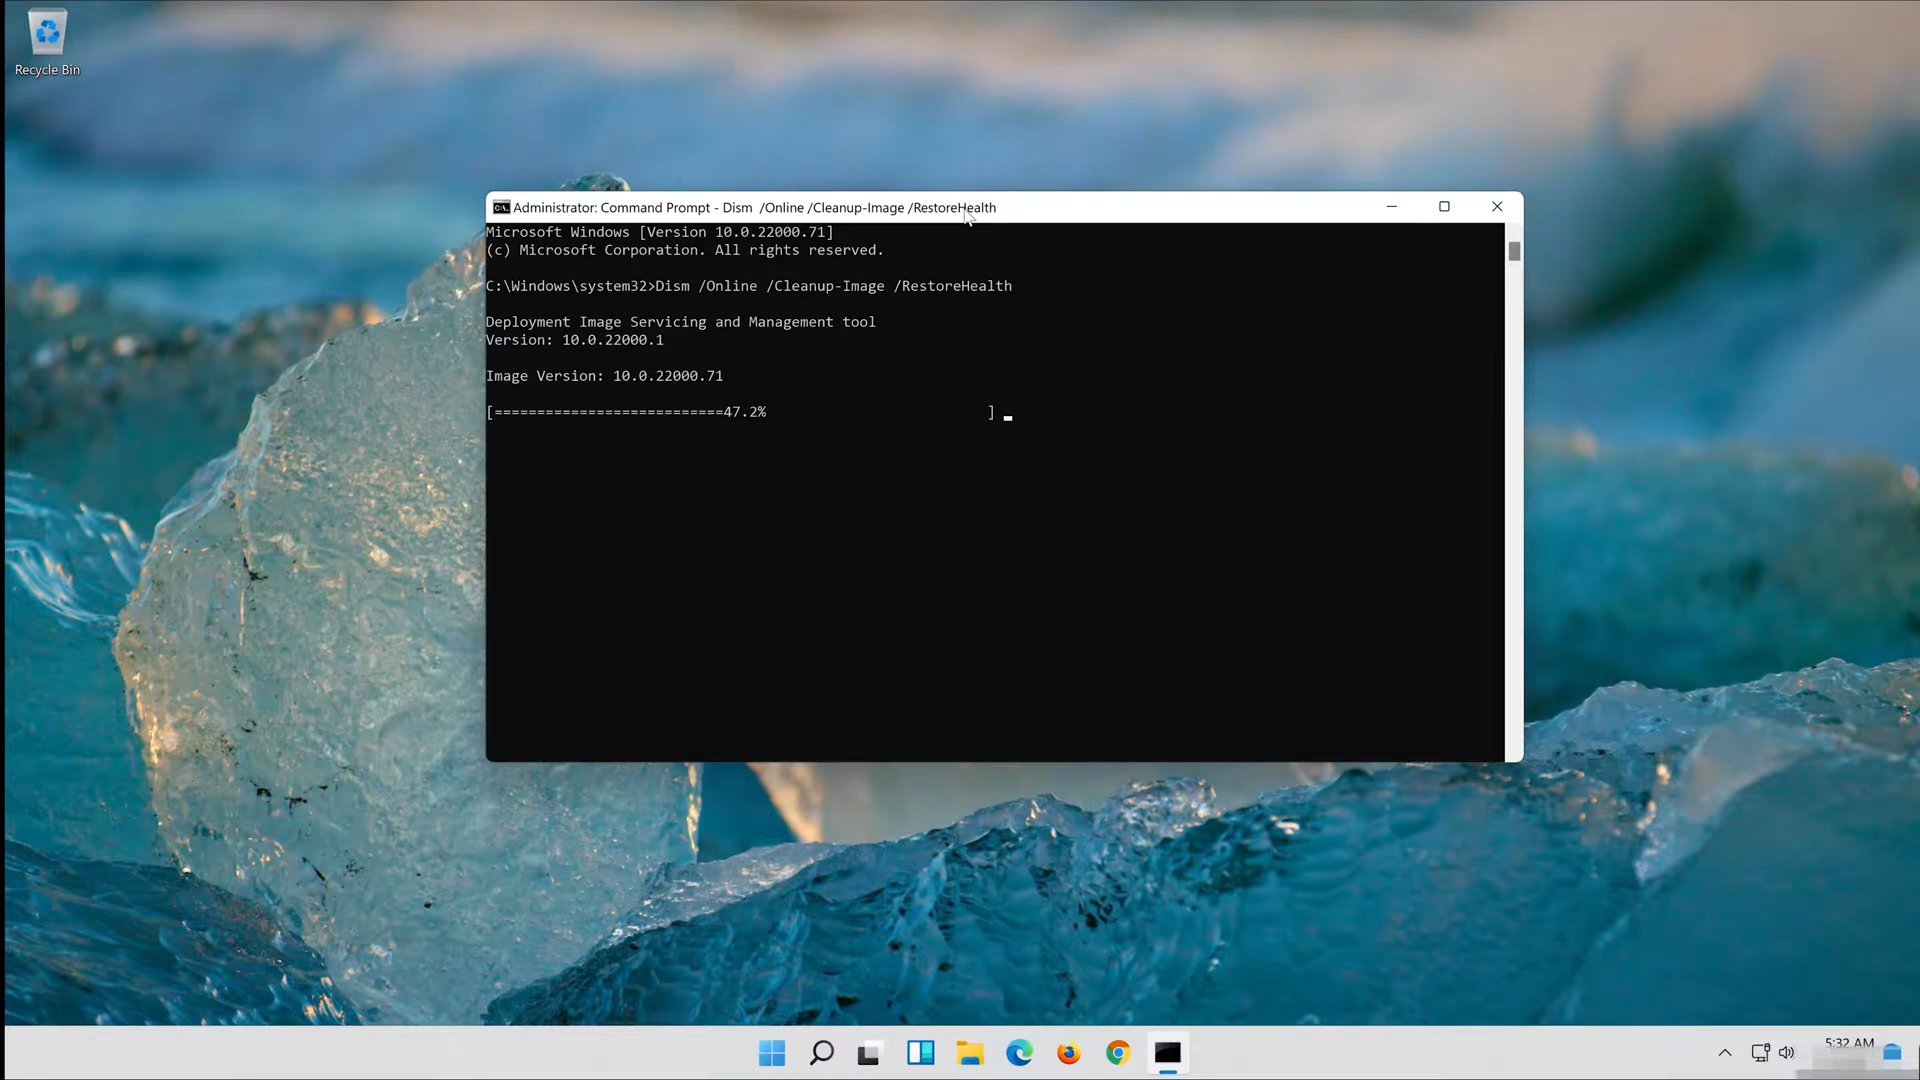 Recycle Bin
Administrator: Command Prompt - Dism  /Online /Cleanup-Image /RestoreHealth
Microsoft Windows [Version 10.0.22000.71]
(c) Microsoft Corporation. All rights reserved.
C:\Windows\system32>Dism /Online /Cleanup-Image /RestoreHealth
Deployment Image Servicing and Management tool
Version: 10.0.22000.1
Image Version: 10.0.22000.71
[===========================47.2%                          ]
5:32 AM